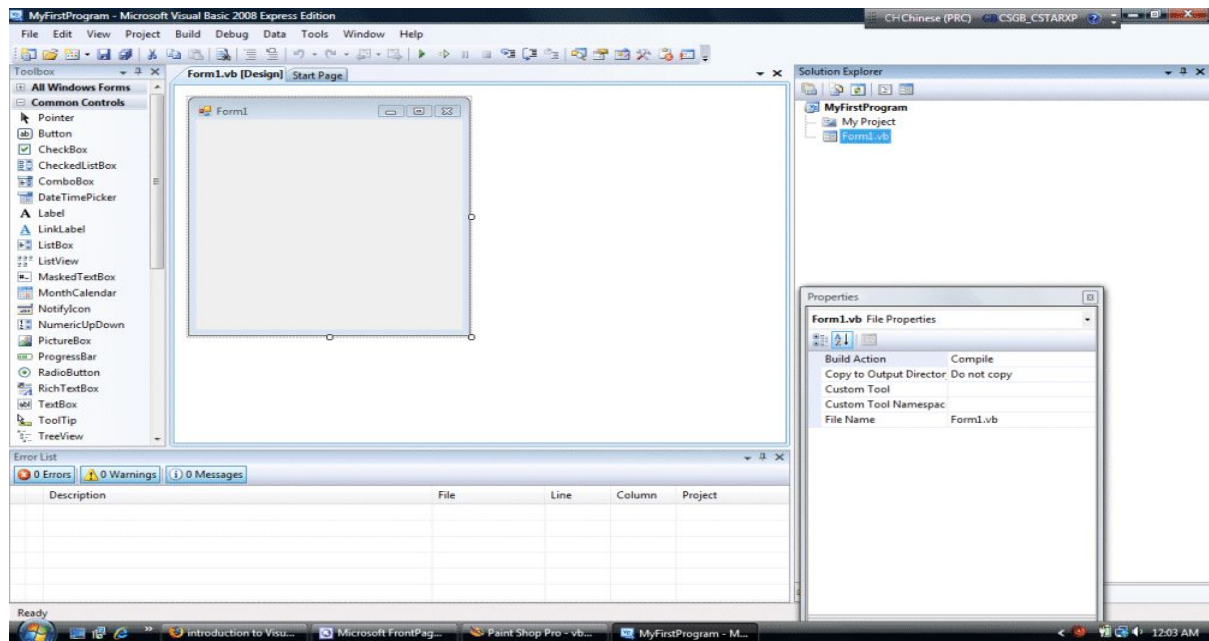 MyFirstProgram - Microsoft Visual Basic 2008 Express Edition
CH Chinese (PRC) CSGB_CSTARXP
File Edit View Project Build Debug Data Tools Window Help
Toolbox
All Windows Forms
Common Controls
Pointer
Button
CheckBox
CheckedListBox
ComboBox
DateTimePicker
Label
LinkLabel
ListBox
ListView
MaskedTextBox
MonthCalendar
NotifyIcon
NumericUpDown
PictureBox
ProgressBar
RadioButton
RichTextBox
TextBox
ToolTip
TreeView
Form1.vb [Design] Start Page
Form1
Solution Explorer
MyFirstProgram
My Project
Form1.vb
Properties
Form1.vb File Properties
Build Action Compile
Copy to Output Director Do not copy
Custom Tool
Custom Tool Namespac
File Name Form1.vb
Error List
0 Errors 0 Warnings 0 Messages
Description File Line Column Project
Ready
introduction to Visu... Microsoft FrontPag... Paint Shop Pro - vb... MyFirstProgram - M... 12:03 AM